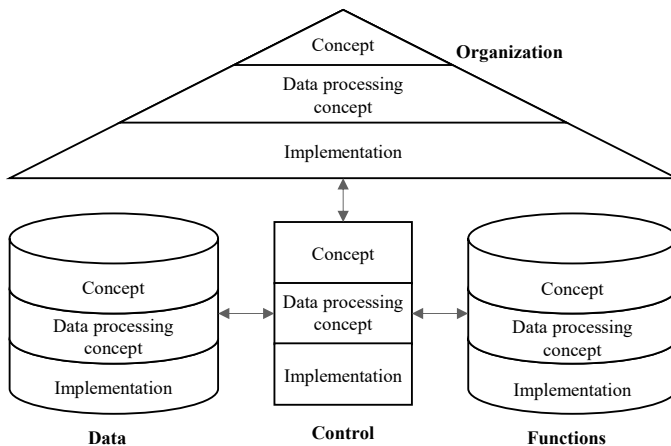 Concept
Organization
Data processing
concept
Implementation
Concept
Data processing
concept
Implementation
Data
Concept
Data processing
concept
Implementation
Control
Concept
Data processing
concept
Implementation
Functions